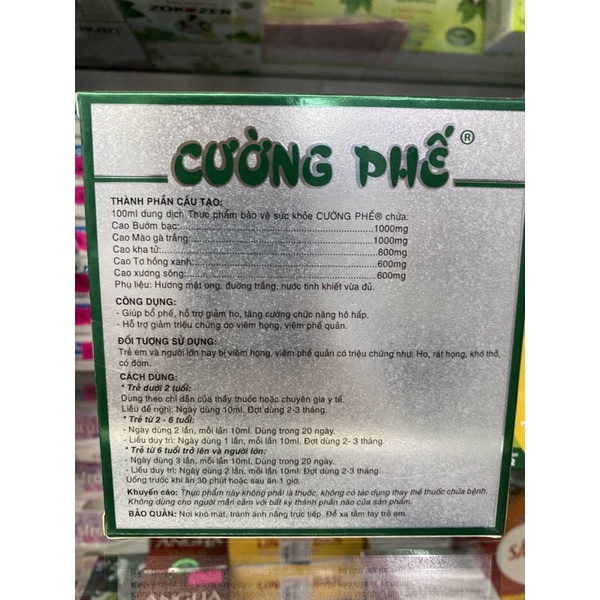 ZOKOZEN
CƯỜNG PHẾ ®
THÀNH PHẦN CẤU TẠO:
100ml dung dịch Thực phẩm bảo vệ sức khỏe CƯỜNG PHẾ® chứa:
Cao Bướm bạc:.....1000mg
Cao Mào gà trắng:.....1000mg
Cao kha tử:.....800mg
Cao Tơ hồng xanh:.....600mg
Cao xương sông:.....600mg
Phụ liệu: Hương mật ong, đường trắng, nước tinh khiết vừa đủ.
CÔNG DỤNG:
- Giúp bổ phế, hỗ trợ giảm ho, tăng cường chức năng hô hấp.
- Hỗ trợ giảm triệu chứng do viêm họng, viêm phế quản.
ĐỐI TƯỢNG SỬ DỤNG:
Trẻ em và người lớn hay bị viêm họng, viêm phế quản có triệu chứng như: Ho, rát họng, khó thở,
có đờm.
CÁCH DÙNG:
* Trẻ dưới 2 tuổi:
Dùng theo chỉ dẫn của thầy thuốc hoặc chuyên gia y tế.
Liều đề nghị: Ngày dùng 10ml. Đợt dùng 2-3 tháng.
* Trẻ từ 2 - 6 tuổi:
- Ngày dùng 2 lần, mỗi lần 10ml. Dùng trong 20 ngày.
- Liều duy trì: Ngày dùng 1 lần, mỗi lần 10ml. Đợt dùng 2- 3 tháng.
* Trẻ từ 6 tuổi trở lên và người lớn:
- Ngày dùng 3 lần, mỗi lần 10ml. Dùng trong 20 ngày.
- Liều duy trì: Ngày dùng 2 lần, mỗi lần 10ml. Đợt dùng 2-3 tháng.
Uống trước khi ăn 30 phút hoặc sau ăn 1 giờ.
Khuyến cáo: Thực phẩm này không phải là thuốc, không có tác dụng thay thế thuốc chữa bệnh.
Không dùng cho người mẫn cảm với bất kỳ thành phần nào của sản phẩm.
BẢO QUẢN: Nơi khô mát, tránh ánh nắng trực tiếp. Để xa tầm tay trẻ em.